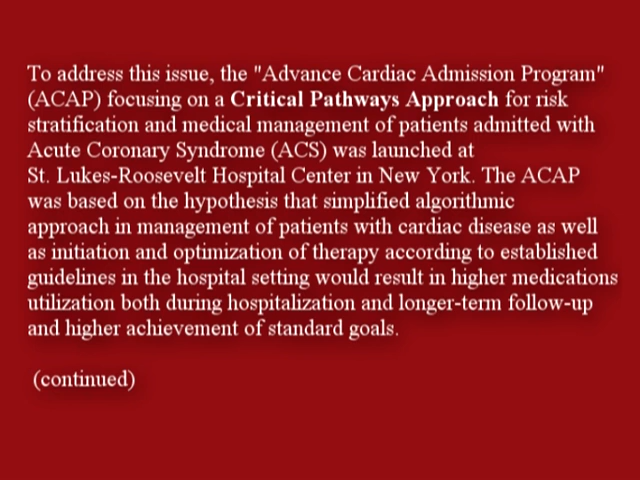 To address this issue, the "Advance Cardiac Admission Program"
(ACAP) focusing on a Critical Pathways Approach for risk
stratification and medical management of patients admitted with
Acute Coronary Syndrome (ACS) was launched at
St. Lukes-Roosevelt Hospital Center in New York. The ACAP
was based on the hypothesis that simplified algorithmic
approach in management of patients with cardiac disease as well
as initiation and optimization of therapy according to established
guidelines in the hospital setting would result in higher medications
utilization both during hospitalization and longer-term follow-up
and higher achievement of standard goals.
(continued)